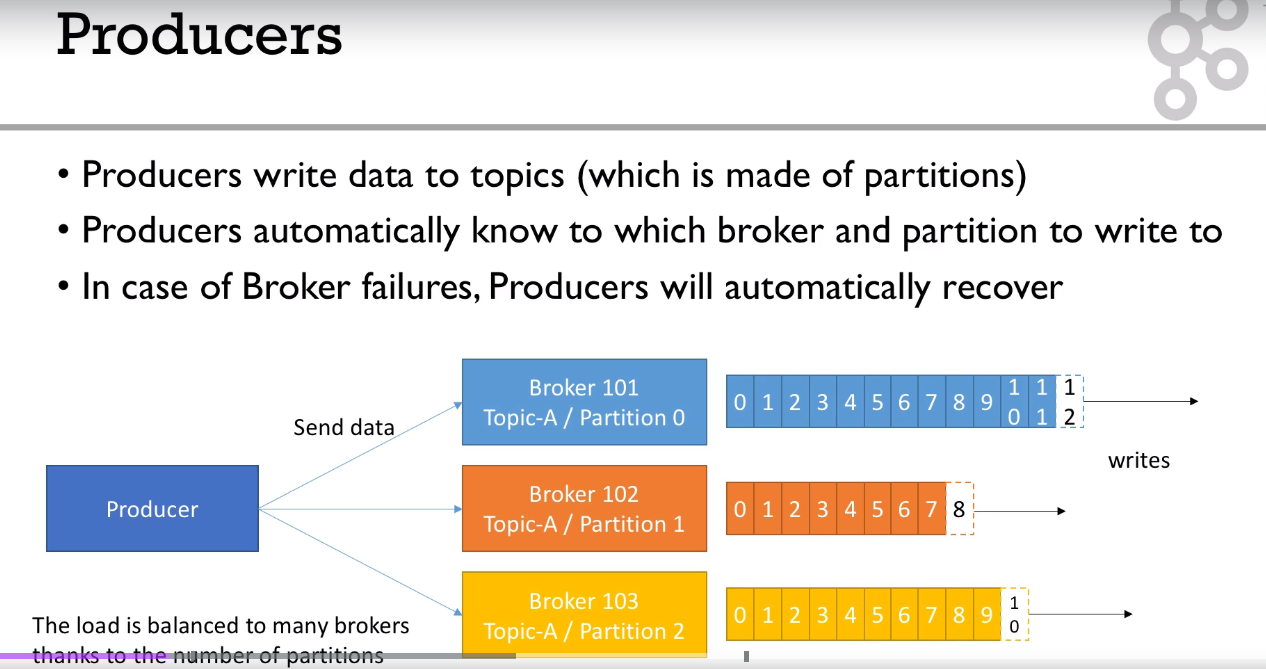 Producers
• Producers write data to topics (which is made of partitions)
• Producers automatically know to which broker and partition to write to
• In case of Broker failures, Producers will automatically recover
Send data
Producer
Broker 101
Topic-A / Partition 0
0 1 2 3 4 5 6 7 8 9 10 11 12
writes
Broker 102
Topic-A / Partition 1
0 1 2 3 4 5 6 7 8
Broker 103
Topic-A / Partition 2
0 1 2 3 4 5 6 7 8 9 10
The load is balanced to many brokers
thanks to the number of partitions